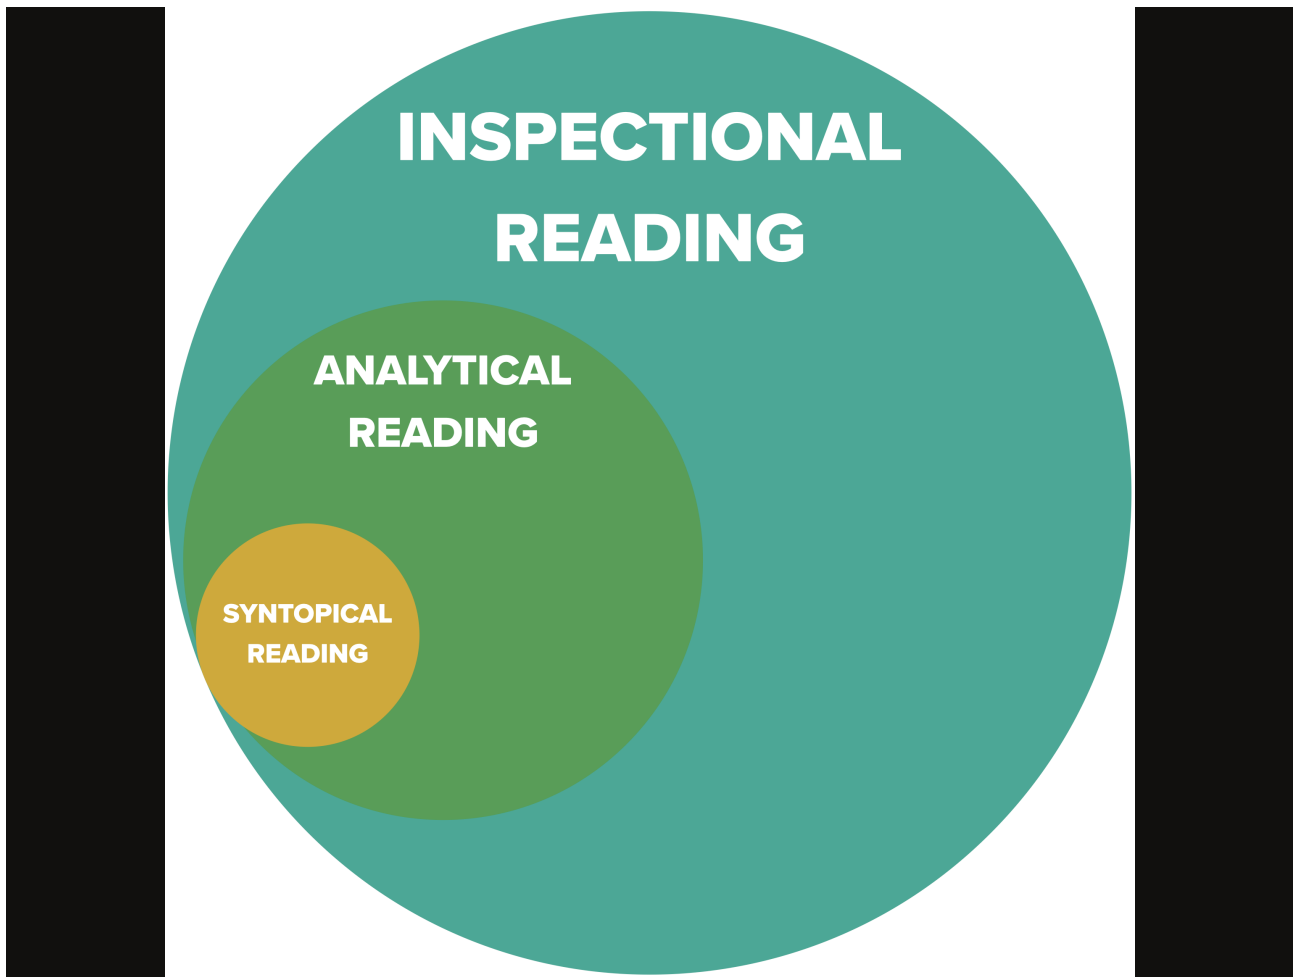 INSPECTIONAL
READING
ANALYTICAL
READING
SYNTOPICAL
READING